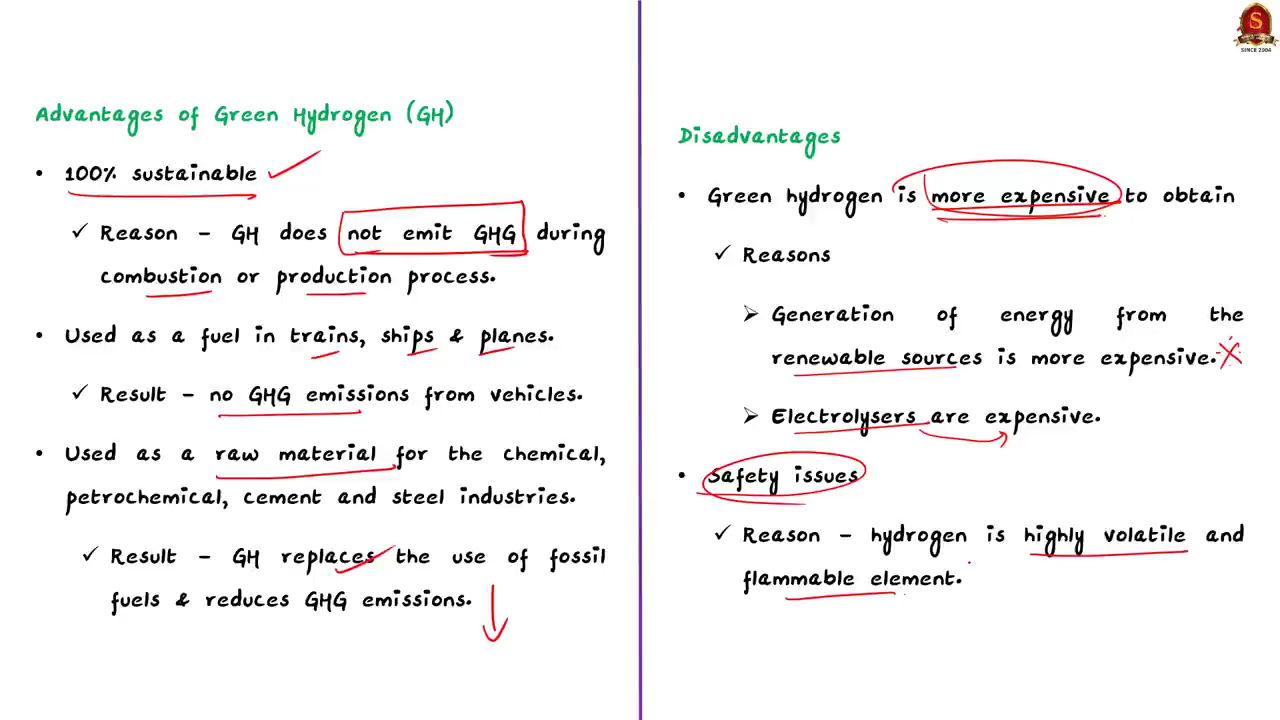 S
SINCE 2004
Advantages of Green Hydrogen (GH)
• 100% sustainable
✓ Reason – GH does not emit GHG during
combustion or production process.
• Used as a fuel in trains, ships & planes.
✓ Result – no GHG emissions from vehicles.
• Used as a raw material for the chemical,
petrochemical, cement and steel industries.
✓ Result – GH replaces the use of fossil
fuels & reduces GHG emissions.
Disadvantages
• Green hydrogen is more expensive to obtain
✓ Reasons
➢ Generation of energy from the
renewable sources is more expensive.
➢ Electrolysers are expensive.
• Safety issues
✓ Reason – hydrogen is highly volatile and
flammable element.